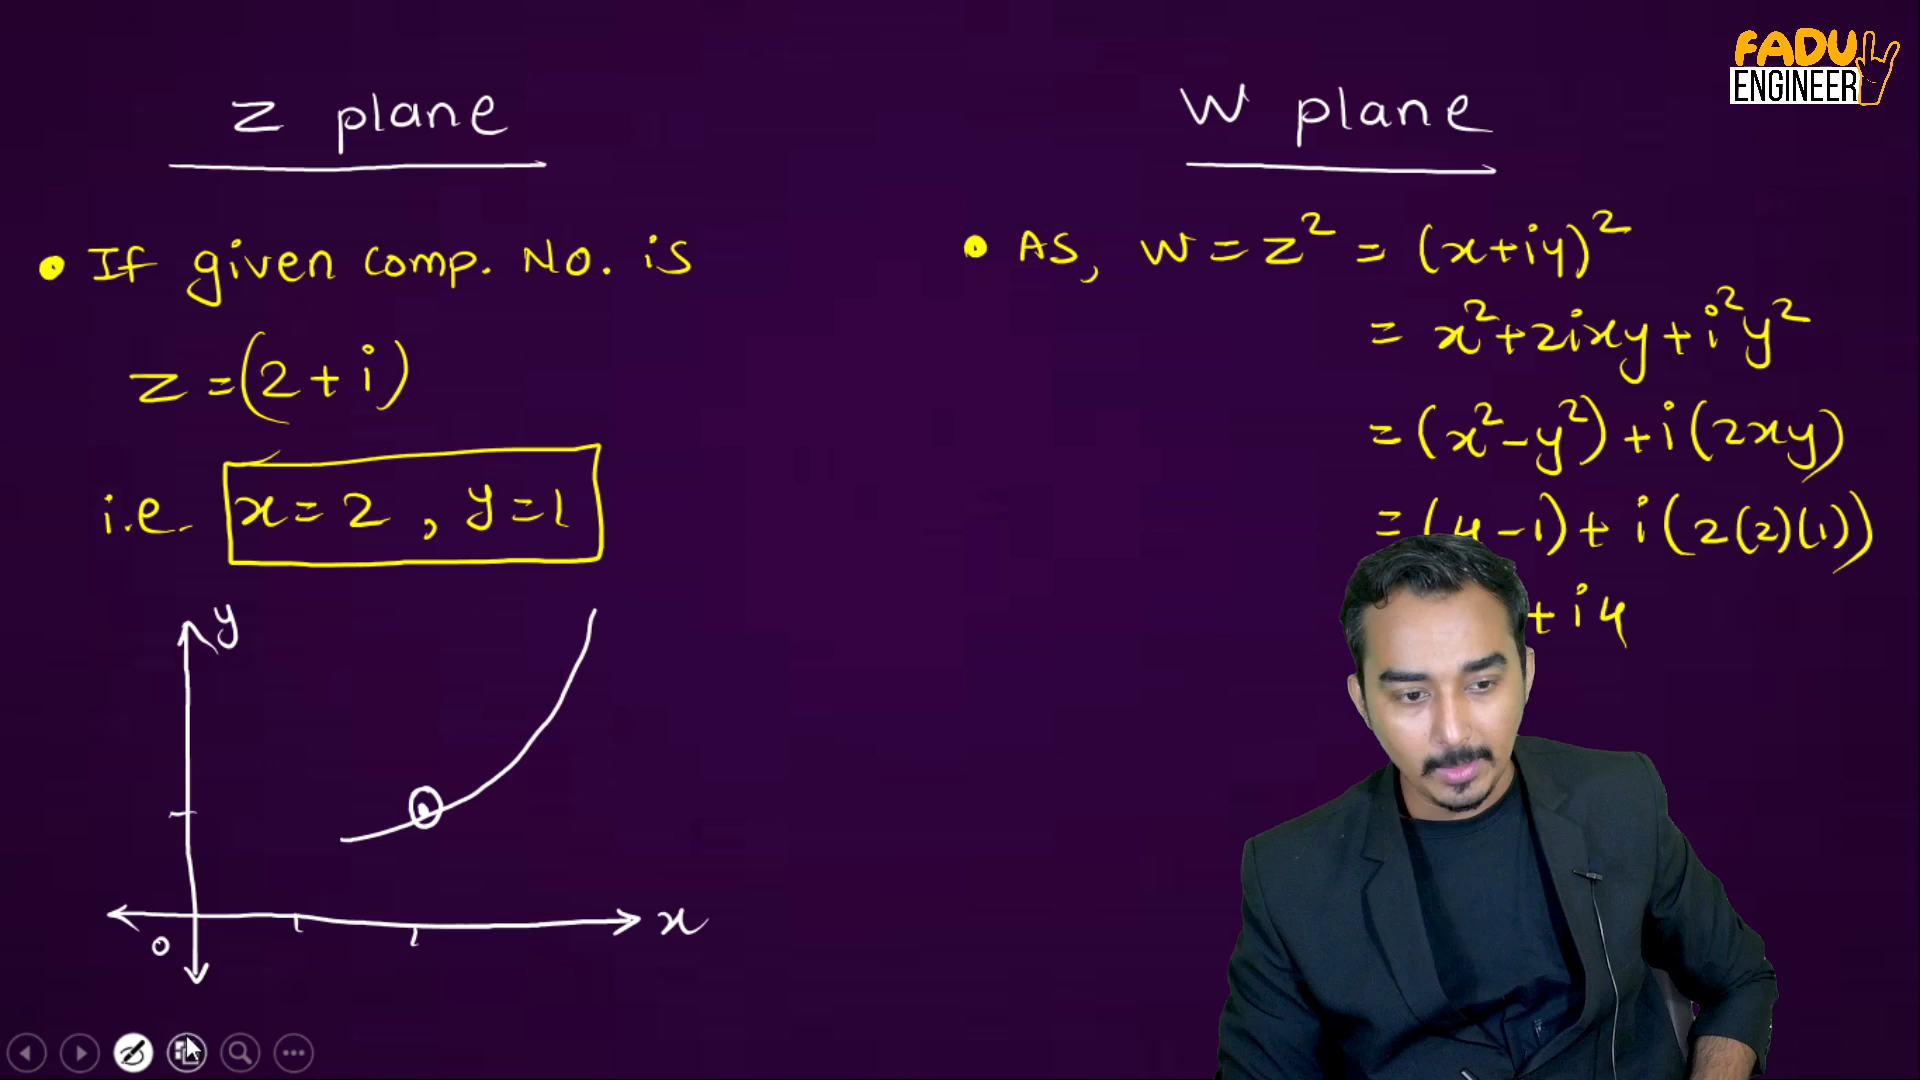 FADU
ENGINEER
z plane
• If given comp. No. is
z = (2 + i)
i.e. x = 2 , y = 1
y
x
0
W plane
• AS, W = z² = (x+iy)²
= x² + 2ixy + i²y²
= (x² - y²) + i(2xy)
= (4 - 1) + i(2(2)(1))
+ i4